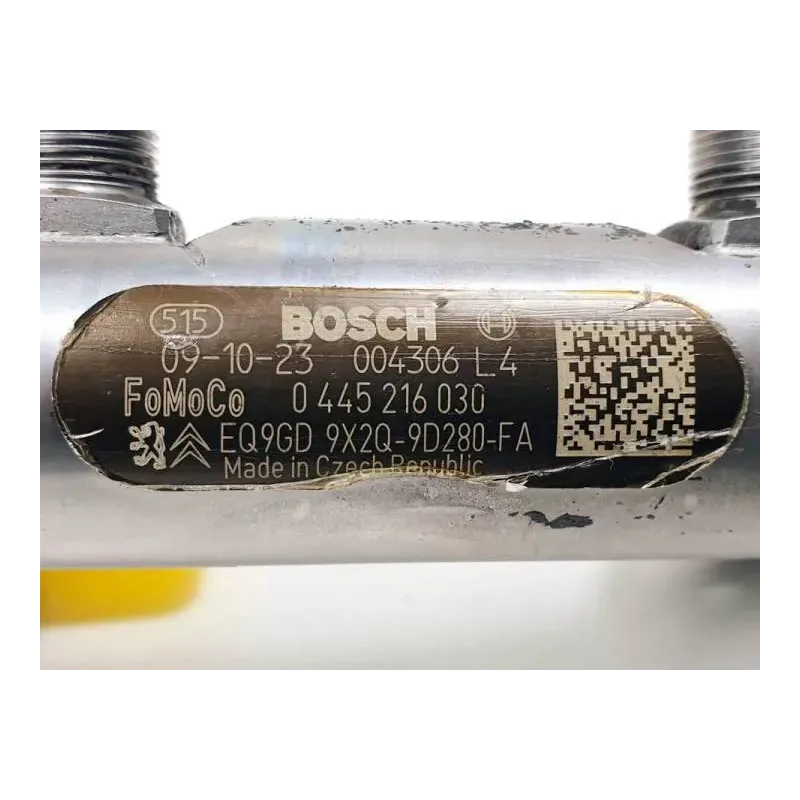 515 BOSCH
09-10-23 004306 L4
FoMoCo 0 445 216 030
EQ9GD 9X2Q-9D280-FA
Made in Czech Republic